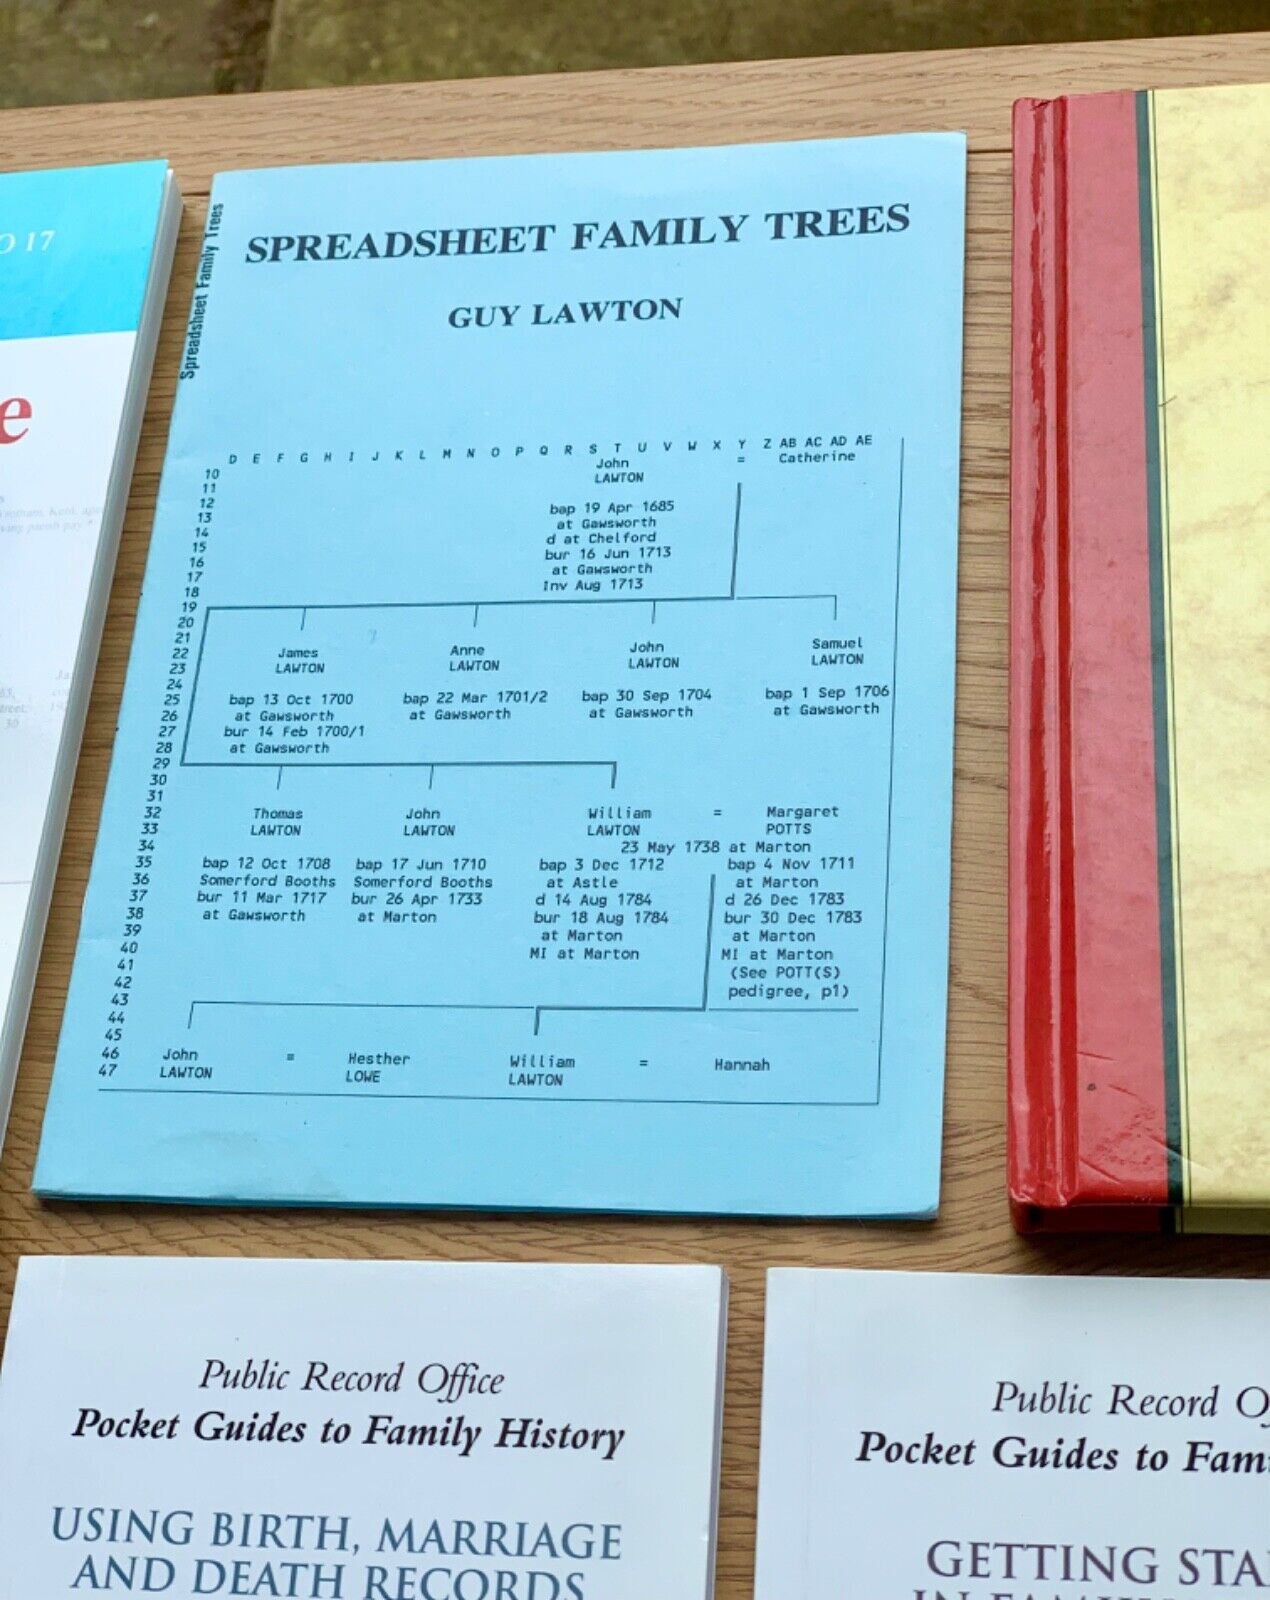 O 17
e
Wrotham, Kent, aga
ving parish pay."
30
Spreadsheet Family Trees
SPREADSHEET FAMILY TREES
GUY LAWTON
D E F G H I J K L M N O P Q R S T U V W X Y Z AB AC AD AE
10 John = Catherine
11 LAWTON
12
13 bap 19 Apr 1685
14 at Gawsworth
15 d at Chelford
16 bur 16 Jun 1713
17 at Gawsworth
18 Inv Aug 1713
19
20
21
22 James Anne John Samuel
23 LAWTON LAWTON LAWTON LAWTON
24
25 bap 13 Oct 1700 bap 22 Mar 1701/2 bap 30 Sep 1704 bap 1 Sep 1706
26 at Gawsworth at Gawsworth at Gawsworth at Gawsworth
27 bur 14 Feb 1700/1
28 at Gawsworth
29
30
31
32 Thomas John William = Margaret
33 LAWTON LAWTON LAWTON POTTS
34 23 May 1738 at Marton
35 bap 12 Oct 1708 bap 17 Jun 1710 bap 3 Dec 1712 bap 4 Nov 1711
36 Somerford Booths Somerford Booths at Astle at Marton
37 bur 11 Mar 1717 bur 26 Apr 1733 d 14 Aug 1784 d 26 Dec 1783
38 at Gawsworth at Marton bur 18 Aug 1784 bur 30 Dec 1783
39 at Marton at Marton
40 MI at Marton MI at Marton
41 (See POTT(S)
42 pedigree, p1)
43
44
45
46 John = Hesther William = Hannah
47 LAWTON LOWE LAWTON
Public Record Office
Pocket Guides to Family History
USING BIRTH, MARRIAGE
AND DEATH RECORDS
Public Record O
Pocket Guides to Fam
GETTING STA